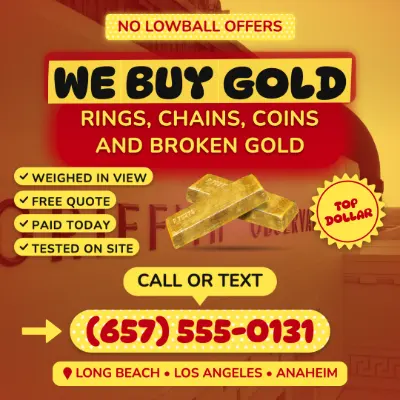 NO LOWBALL OFFERS
WE BUY GOLD
RINGS, CHAINS, COINS
AND BROKEN GOLD
✓ WEIGHED IN VIEW
✓ FREE QUOTE
✓ PAID TODAY
✓ TESTED ON SITE
TOP
DOLLAR
CALL OR TEXT
(657) 555-0131
LONG BEACH • LOS ANGELES • ANAHEIM